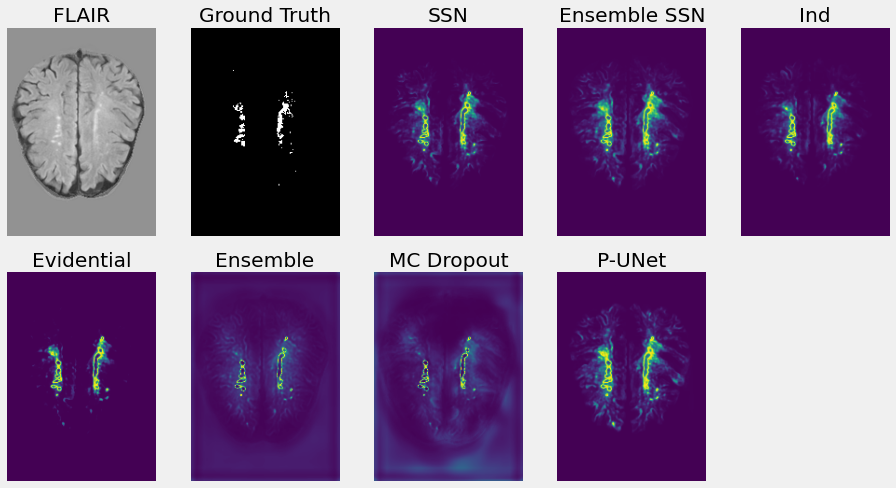 FLAIR
Ground Truth
SSN
Ensemble SSN
Ind
Evidential
Ensemble
MC Dropout
P-UNet